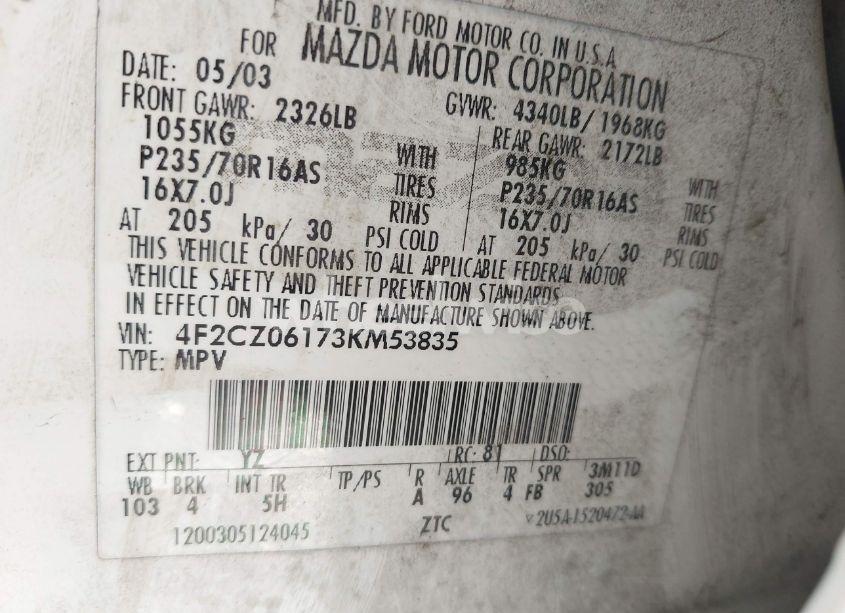 MFD. BY FORD MOTOR CO. IN U.S.A
FOR MAZDA MOTOR CORPORATION
DATE: 05/03 GVWR: 4340LB/ 1968KG
FRONT GAWR: 2326LB REAR GAWR: 2172LB
1055KG WITH 985KG WITH
P235/70R16AS TIRES P235/70R16AS TIRES
16X7.0J RIMS 16X7.0J RIMS
AT 205 kPa/ 30 PSI COLD AT 205 kPa/ 30 PSI COLD
THIS VEHICLE CONFORMS TO ALL APPLICABLE FEDERAL MOTOR
VEHICLE SAFETY AND THEFT PREVENTION STANDARDS
IN EFFECT ON THE DATE OF MANUFACTURE SHOWN ABOVE.
VIN: 4F2CZ06173KM53835
TYPE: MPV
EXT PNT: YZ RC: 81 DSO:
WB BRK INT TR TP/PS R AXLE TR SPR 3M11D
103 4 5H A 96 4 FB 305
1200305124045 ZTC